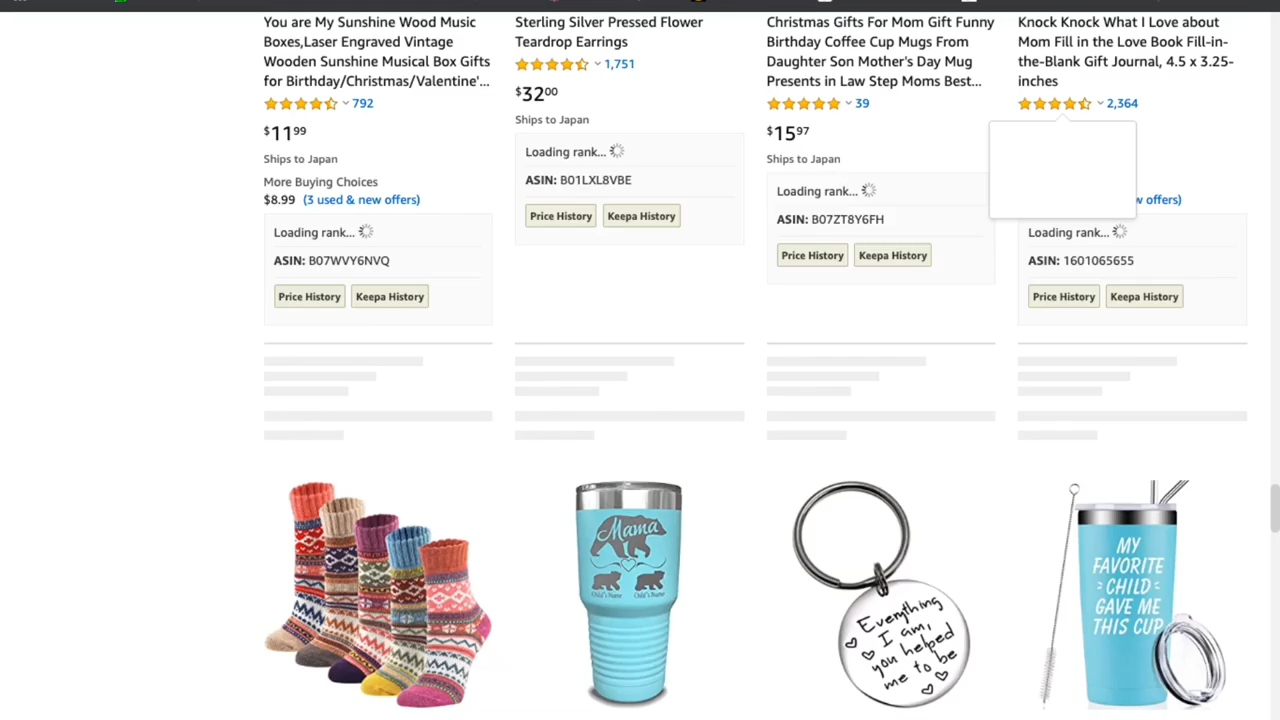 You are My Sunshine Wood Music
Boxes,Laser Engraved Vintage
Wooden Sunshine Musical Box Gifts
for Birthday/Christmas/Valentine'...
792
$11.99
Ships to Japan
More Buying Choices
$8.99 (3 used & new offers)
Loading rank...
ASIN: B07WVY6NVQ
Price History
Keepa History
Sterling Silver Pressed Flower
Teardrop Earrings
1,751
$32.00
Ships to Japan
Loading rank...
ASIN: B01LXL8VBE
Price History
Keepa History
Christmas Gifts For Mom Gift Funny
Birthday Coffee Cup Mugs From
Daughter Son Mother's Day Mug
Presents in Law Step Moms Best...
39
$15.97
Ships to Japan
Loading rank...
ASIN: B07ZT8Y6FH
Price History
Keepa History
Knock Knock What I Love about
Mom Fill in the Love Book Fill-in-
the-Blank Gift Journal, 4.5 x 3.25-
inches
2,364
offers)
Loading rank...
ASIN: 1601065655
Price History
Keepa History
Mama
Child's Name
Child's Name
Everything
I am,
you helped
me to be
MY
FAVORITE
CHILD
GAVE ME
THIS CUP